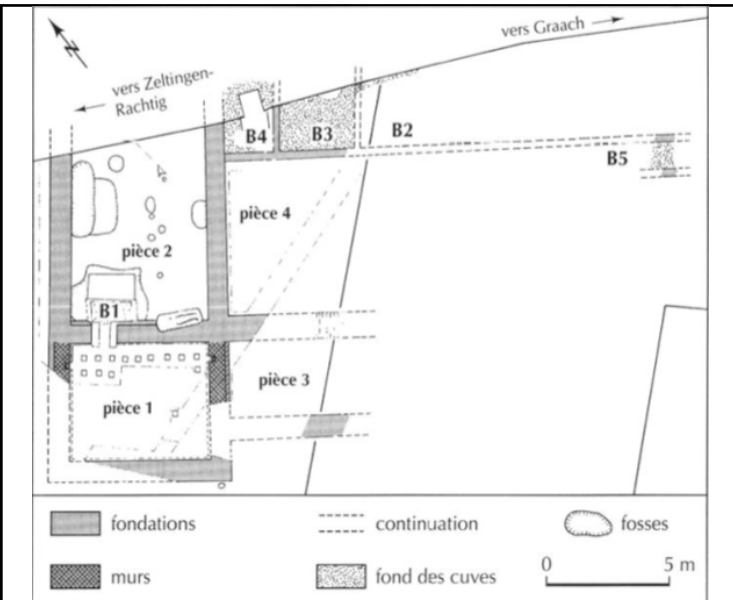 vers Graach
N
vers Zeltingen-
Rachtig
B4
B3
B2
B5
pièce 4
pièce 2
B1
pièce 3
pièce 1
fondations
continuation
fosses
murs
fond des cuves
0
5 m